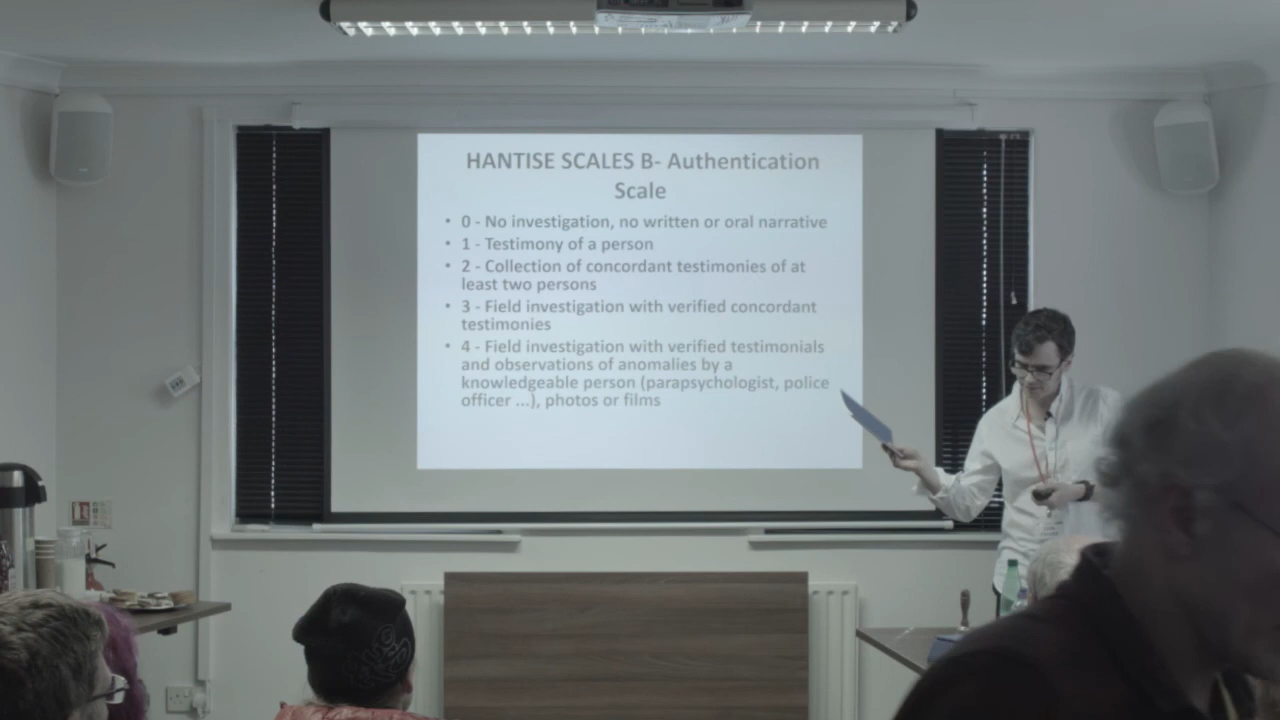 HANTISE SCALES B- Authentication
Scale
• 0 - No investigation, no written or oral narrative
• 1 - Testimony of a person
• 2 - Collection of concordant testimonies of at
least two persons
• 3 - Field investigation with verified concordant
testimonies
• 4 - Field investigation with verified testimonials
and observations of anomalies by a
knowledgeable person (parapsychologist, police
officer ...), photos or films